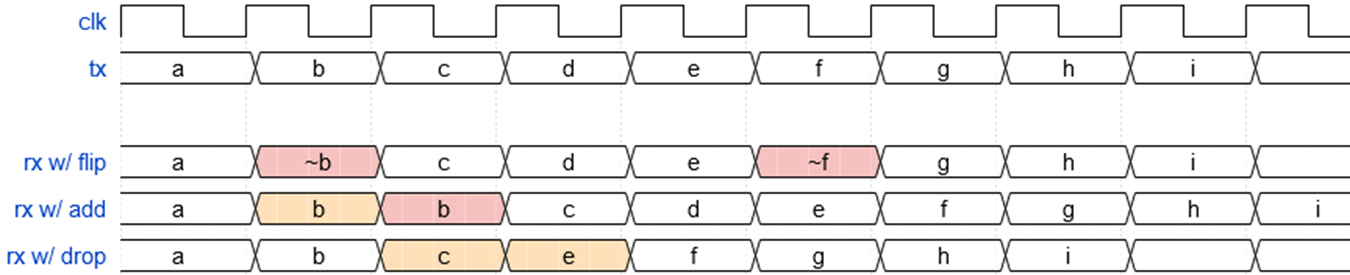 clk
tx a b c d e f g h i
rx w/ flip a ~b c d e ~f g h i
rx w/ add a b b c d e f g h i
rx w/ drop a b c e f g h i